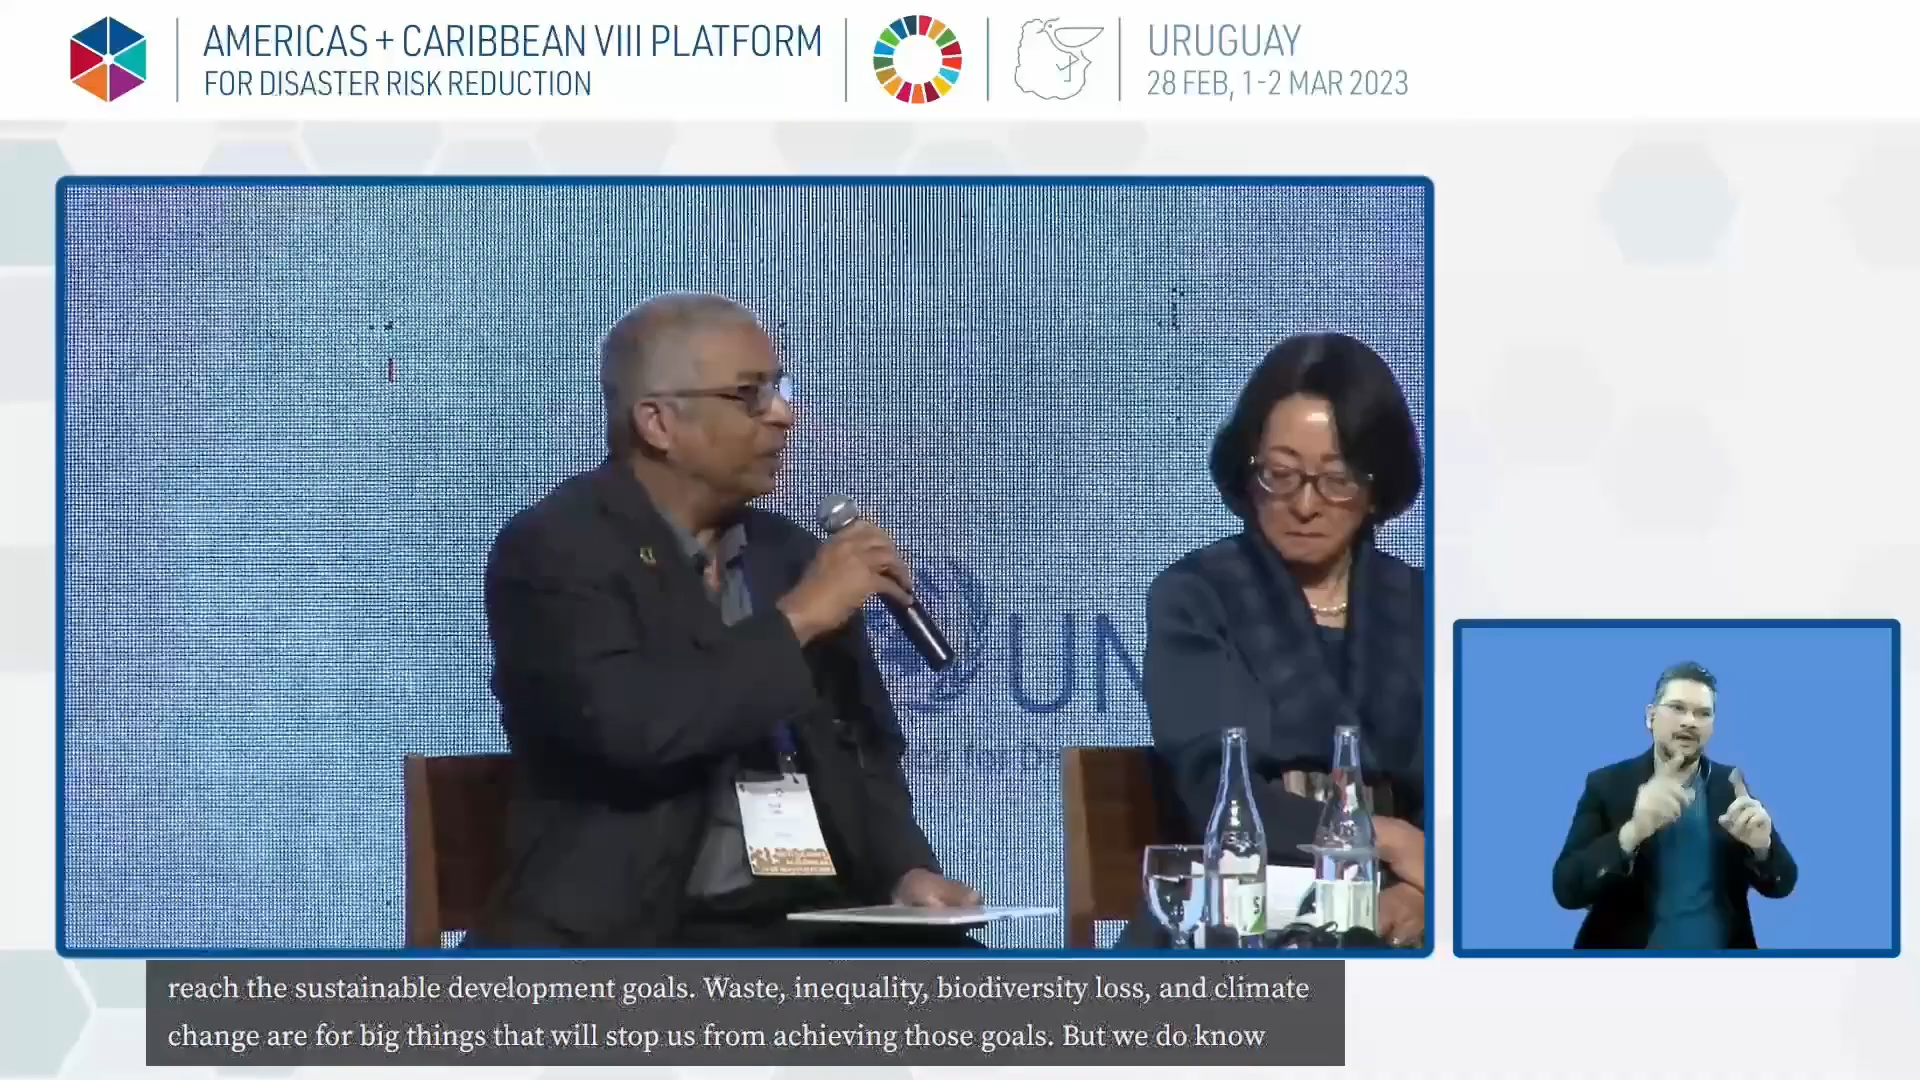 AMERICAS + CARIBBEAN VIII PLATFORM
FOR DISASTER RISK REDUCTION
URUGUAY
28 FEB, 1-2 MAR 2023
UN
for D
reach the sustainable development goals. Waste, inequality, biodiversity loss, and climate
change are for big things that will stop us from achieving those goals. But we do know